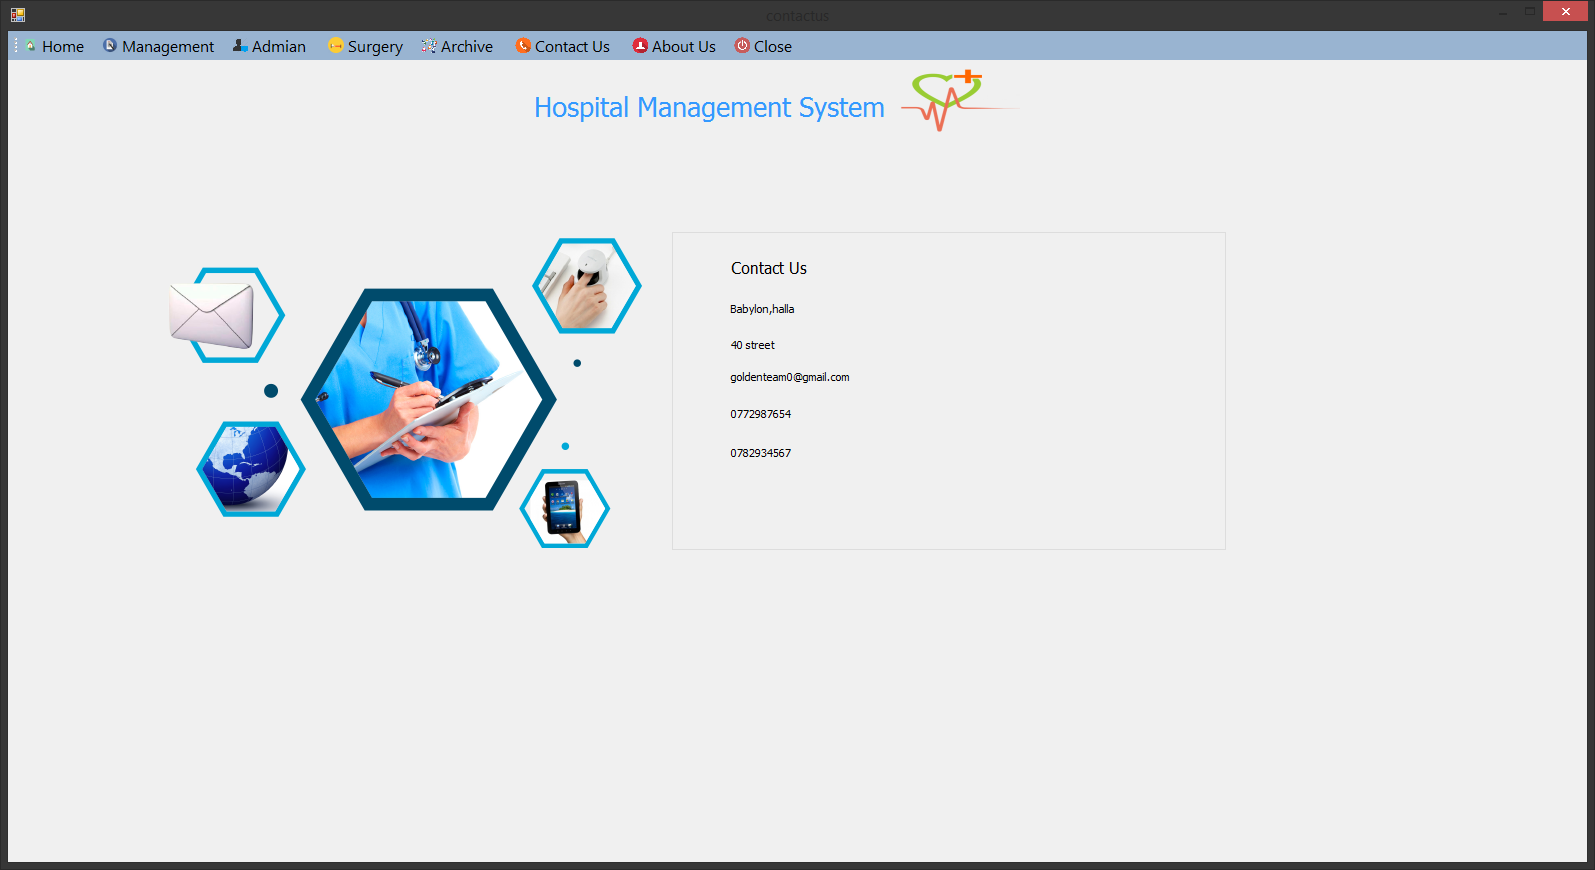 contactus
Home Management Admian Surgery Archive Contact Us About Us Close
Hospital Management System
Contact Us
Babylon,halla
40 street
goldenteam0@gmail.com
0772987654
0782934567